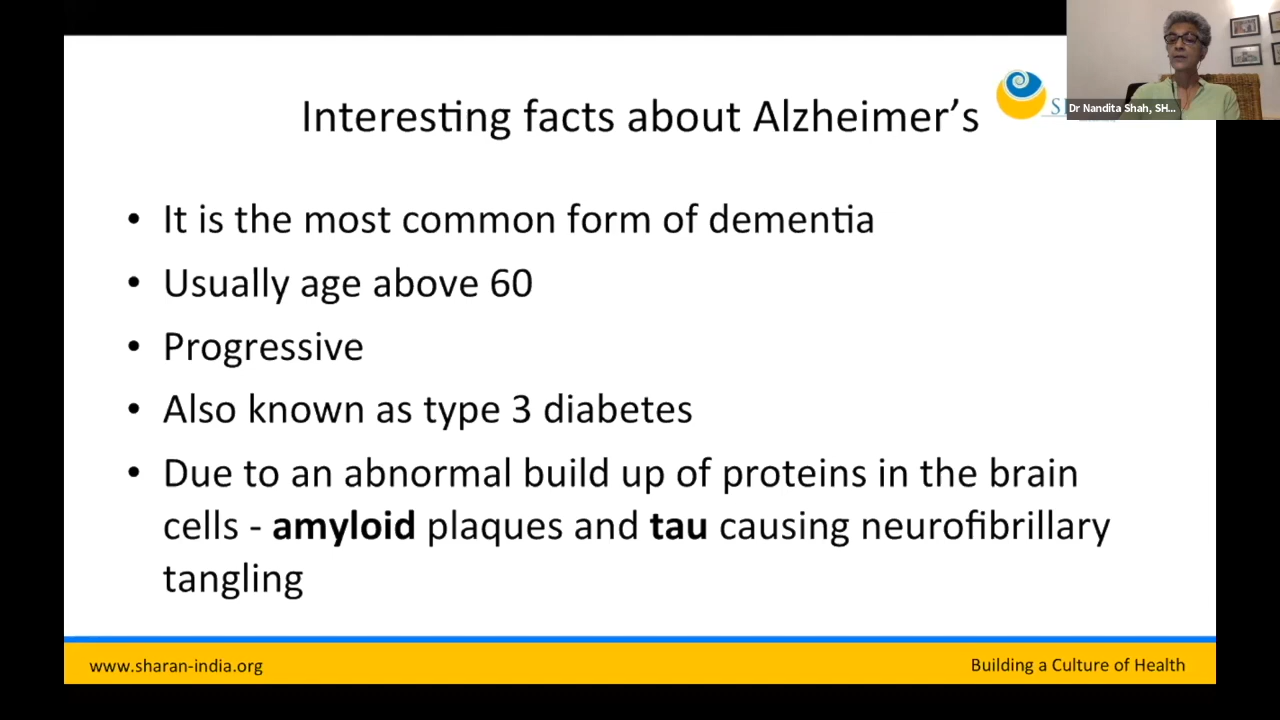 Interesting facts about Alzheimer's
Dr Nandita Shah, SH...
• It is the most common form of dementia
• Usually age above 60
• Progressive
• Also known as type 3 diabetes
• Due to an abnormal build up of proteins in the brain
cells - amyloid plaques and tau causing neurofibrillary
tangling
www.sharan-india.org
Building a Culture of Health